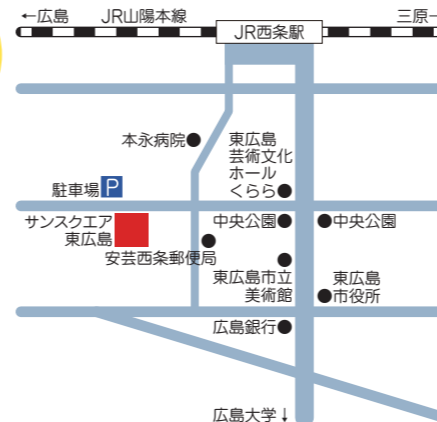 ←広島
JR山陽本線
JR西条駅
三原
本永病院
東広島
芸術文化
ホール
くらら
駐車場 P
サンスクエア
東広島
中央公園
中央公園
安芸西条郵便局
東広島市立
美術館
東広島
市役所
広島銀行
広島大学↓